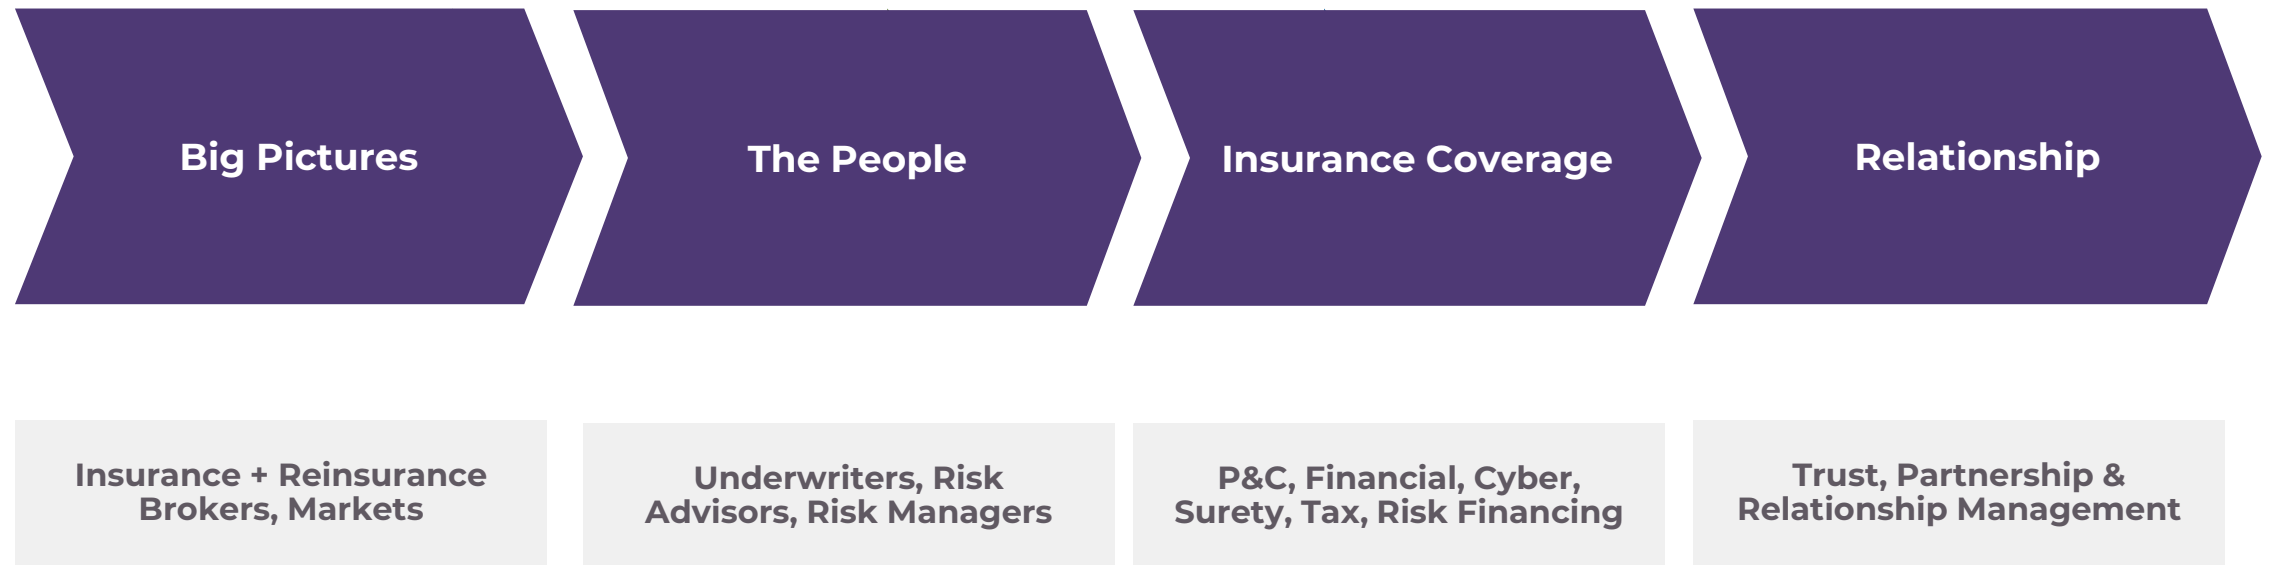 Big Pictures
The People
Insurance Coverage
Relationship
Insurance + Reinsurance
Brokers, Markets
Underwriters, Risk
Advisors, Risk Managers
P&C, Financial, Cyber,
Surety, Tax, Risk Financing
Trust, Partnership &
Relationship Management